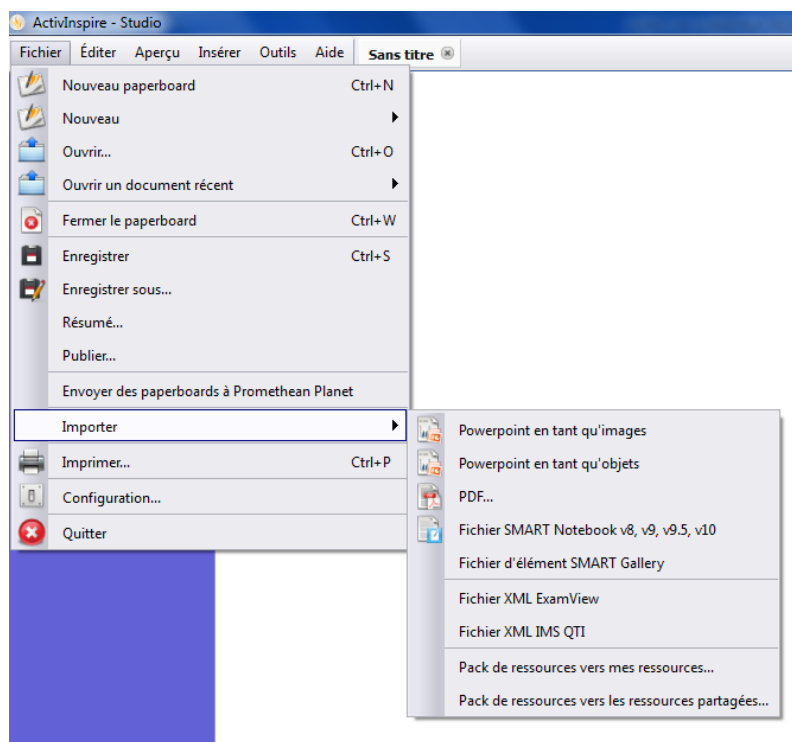 ActivInspire - Studio
Fichier Éditer Aperçu Insérer Outils Aide Sans titre
Nouveau paperboard Ctrl+N
Nouveau
Ouvrir... Ctrl+O
Ouvrir un document récent
Fermer le paperboard Ctrl+W
Enregistrer Ctrl+S
Enregistrer sous...
Résumé...
Publier...
Envoyer des paperboards à Promethean Planet
Importer
Powerpoint en tant qu'images
Imprimer... Ctrl+P
Powerpoint en tant qu'objets
Configuration...
PDF...
Quitter
Fichier SMART Notebook v8, v9, v9.5, v10
Fichier d'élément SMART Gallery
Fichier XML ExamView
Fichier XML IMS QTI
Pack de ressources vers mes ressources...
Pack de ressources vers les ressources partagées...